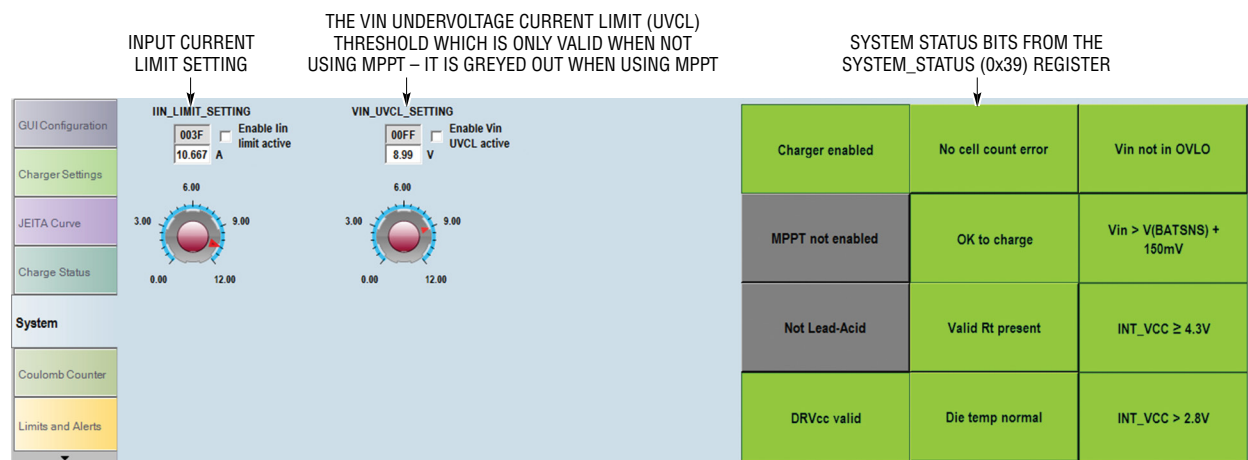 INPUT CURRENT
LIMIT SETTING
THE VIN UNDERVOLTAGE CURRENT LIMIT (UVCL)
THRESHOLD WHICH IS ONLY VALID WHEN NOT
USING MPPT – IT IS GREYED OUT WHEN USING MPPT
SYSTEM STATUS BITS FROM THE
SYSTEM_STATUS (0x39) REGISTER
GUI Configuration
Charger Settings
JEITA Curve
Charge Status
System
Coulomb Counter
Limits and Alerts
IIN_LIMIT_SETTING
003F
Enable Iin
limit active
10.667 A
6.00
3.00 9.00
0.00 12.00
VIN_UVCL_SETTING
00FF
Enable Vin
UVCL active
8.99 V
6.00
3.00 9.00
0.00 12.00
Charger enabled
No cell count error
Vin not in OVLO
MPPT not enabled
OK to charge
Vin > V(BATSNS) +
150mV
Not Lead-Acid
Valid Rt present
INT_VCC ≥ 4.3V
DRVcc valid
Die temp normal
INT_VCC > 2.8V